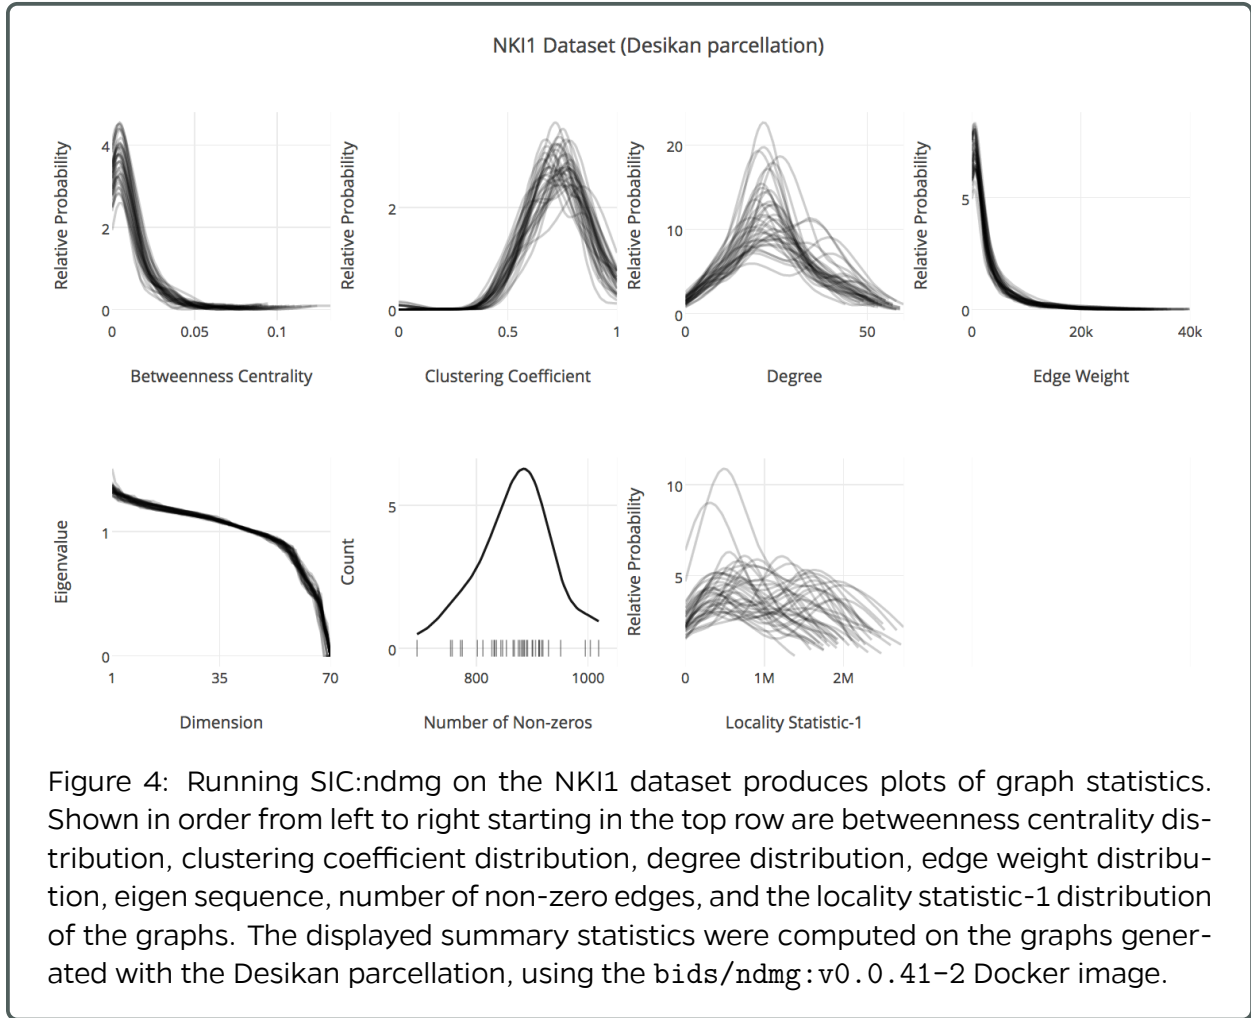 NKI1 Dataset (Desikan parcellation)
Relative Probability
4
2
0
0
0.05
0.1
Betweenness Centrality
Relative Probability
2
0
0
0.5
1
Clustering Coefficient
Relative Probability
20
10
0
0
50
Degree
Relative Probability
5
0
0
20k
40k
Edge Weight
Eigenvalue
1
0
1
35
70
Dimension
Count
5
0
800
1000
Number of Non-zeros
Relative Probability
10
5
0
1M
2M
Locality Statistic-1
Figure 4: Running SIC:ndmg on the NKI1 dataset produces plots of graph statistics.
Shown in order from left to right starting in the top row are betweenness centrality dis-
tribution, clustering coefficient distribution, degree distribution, edge weight distribu-
tion, eigen sequence, number of non-zero edges, and the locality statistic-1 distribution
of the graphs. The displayed summary statistics were computed on the graphs gener-
ated with the Desikan parcellation, using the bids/ndmg:v0.0.41-2 Docker image.